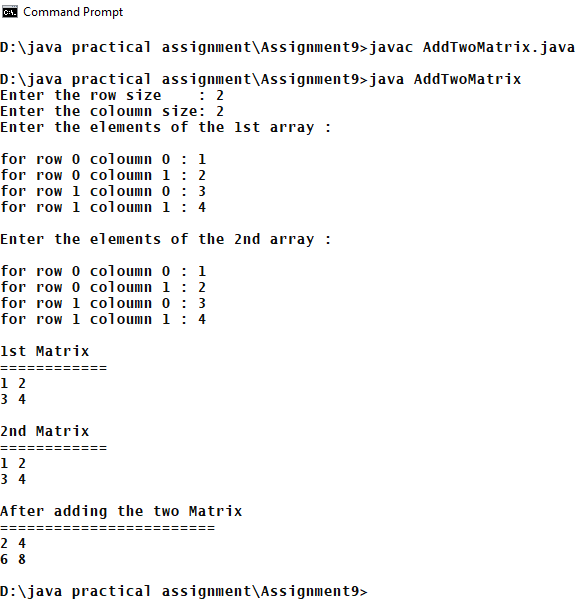 Command Prompt
D:\java practical assignment\Assignment9>javac AddTwoMatrix.java
D:\java practical assignment\Assignment9>java AddTwoMatrix
Enter the row size    : 2
Enter the coloumn size: 2
Enter the elements of the 1st array :
for row 0 coloumn 0 : 1
for row 0 coloumn 1 : 2
for row 1 coloumn 0 : 3
for row 1 coloumn 1 : 4
Enter the elements of the 2nd array :
for row 0 coloumn 0 : 1
for row 0 coloumn 1 : 2
for row 1 coloumn 0 : 3
for row 1 coloumn 1 : 4
1st Matrix
============
1 2
3 4
2nd Matrix
============
1 2
3 4
After adding the two Matrix
========================
2 4
6 8
D:\java practical assignment\Assignment9>